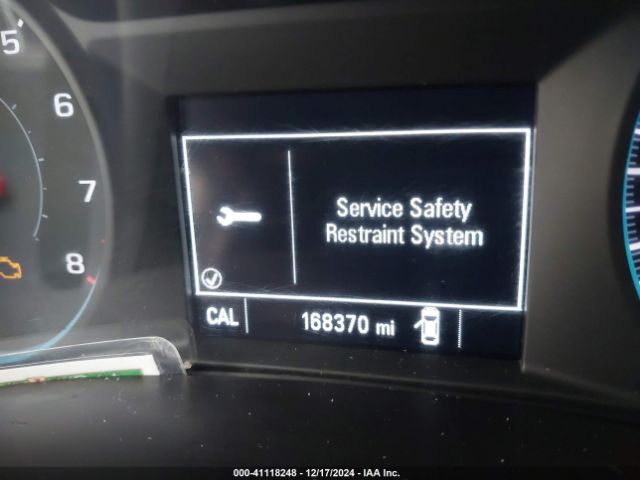 5
6
7
8
Service Safety
Restraint System
CAL
168370 mi
000-41118248 - 12/17/2024 - IAA Inc.